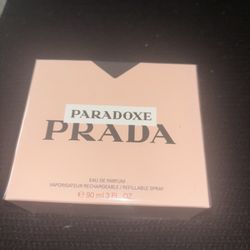 PARADOXE
PRADA
EAU DE PARFUM
VAPORISATEUR RECHARGEABLE / REFILLABLE SPRAY
e 90 ml 3 FL. OZ.